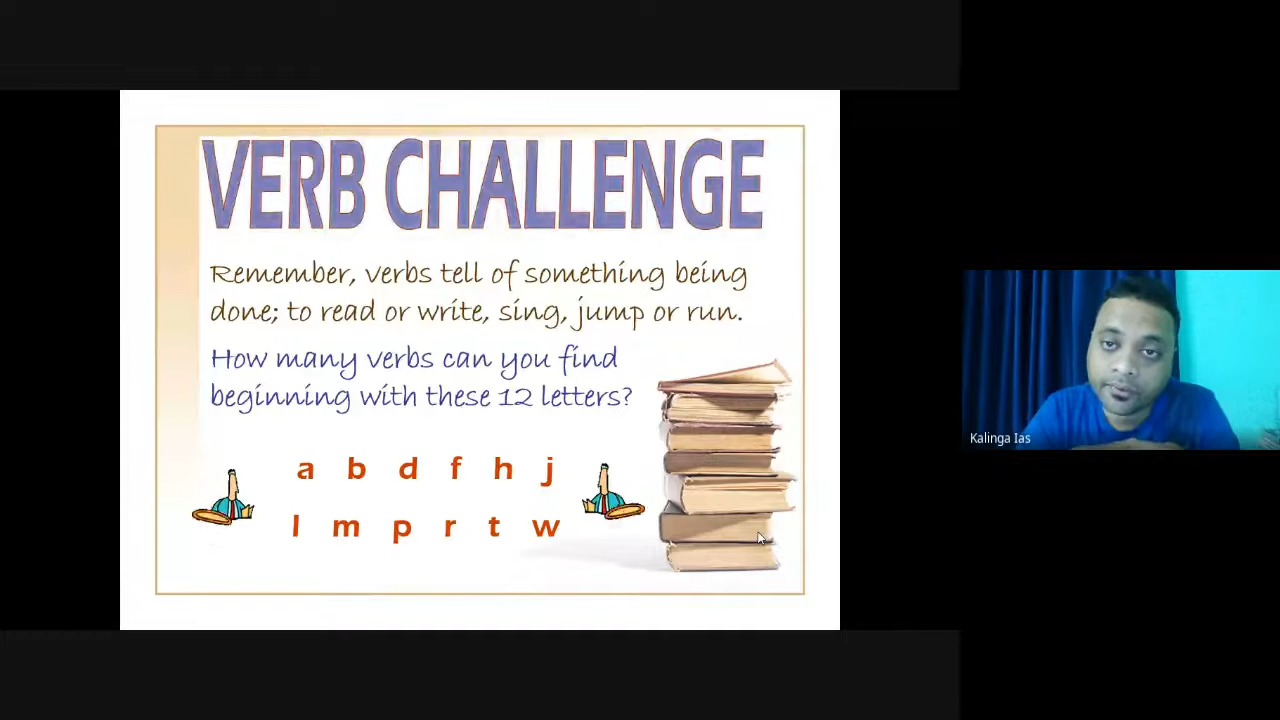 VERB CHALLENGE
Remember, verbs tell of something being
done; to read or write, sing, jump or run.
How many verbs can you find
beginning with these 12 letters?
a b d f h j
l m p r t w
Kalinga Ias